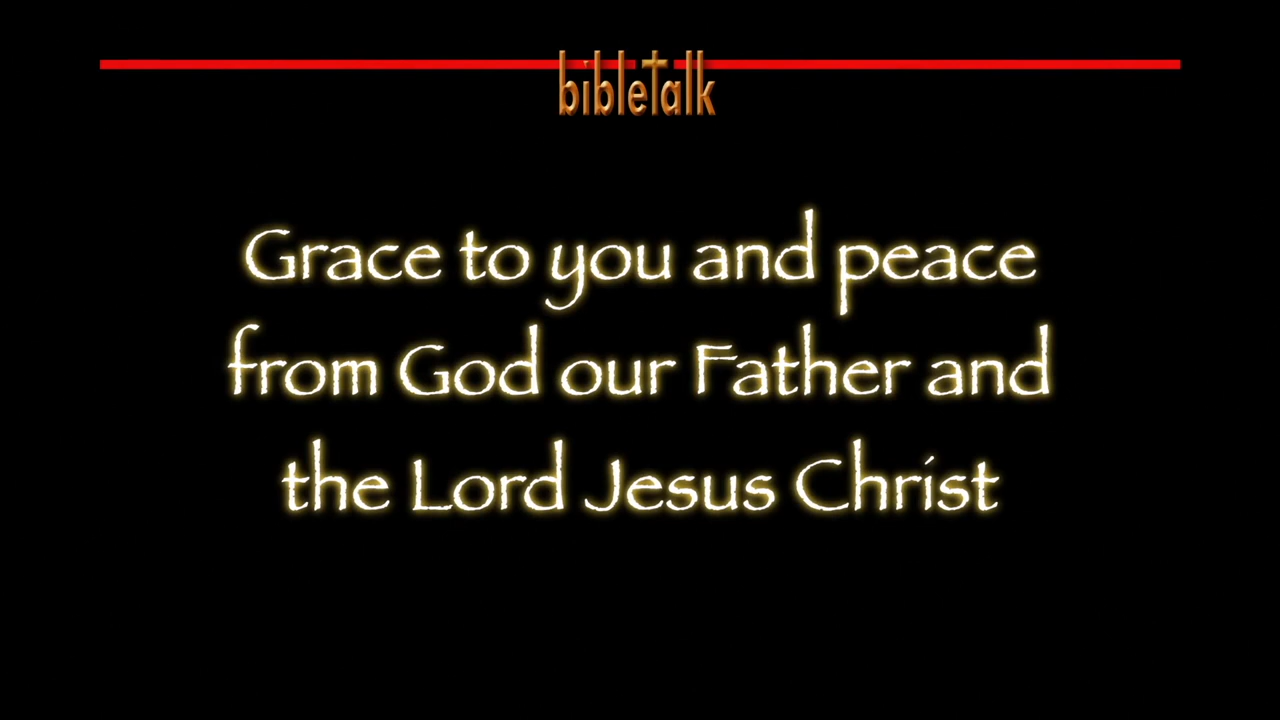 bibleTalk
Grace to you and peace
from God our Father and
the Lord Jesus Christ